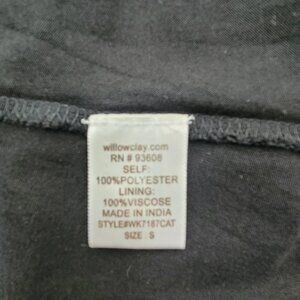 willowclay.com
RN # 93608
SELF:
100%POLYESTER
LINING:
100%VISCOSE
MADE IN INDIA
STYLE#WK7187CAT
SIZE S